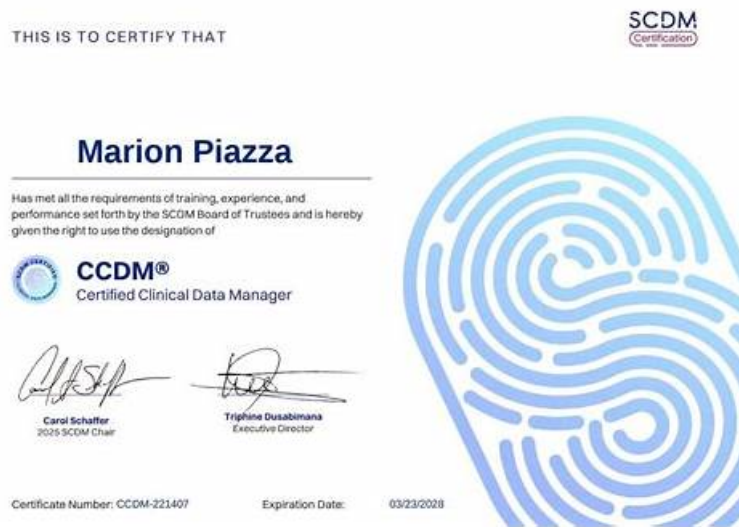 THIS IS TO CERTIFY THAT
SCDM
Certification
Marion Piazza
Has met all the requirements of training, experience, and
performance set forth by the SCDM Board of Trustees and is hereby
given the right to use the designation of
CCDM®
Certified Clinical Data Manager
Carol Schaffer
2025 SCDM Chair
Triphine Dusabimana
Executive Director
Certificate Number: CCDM-221407
Expiration Date: 03/23/2028